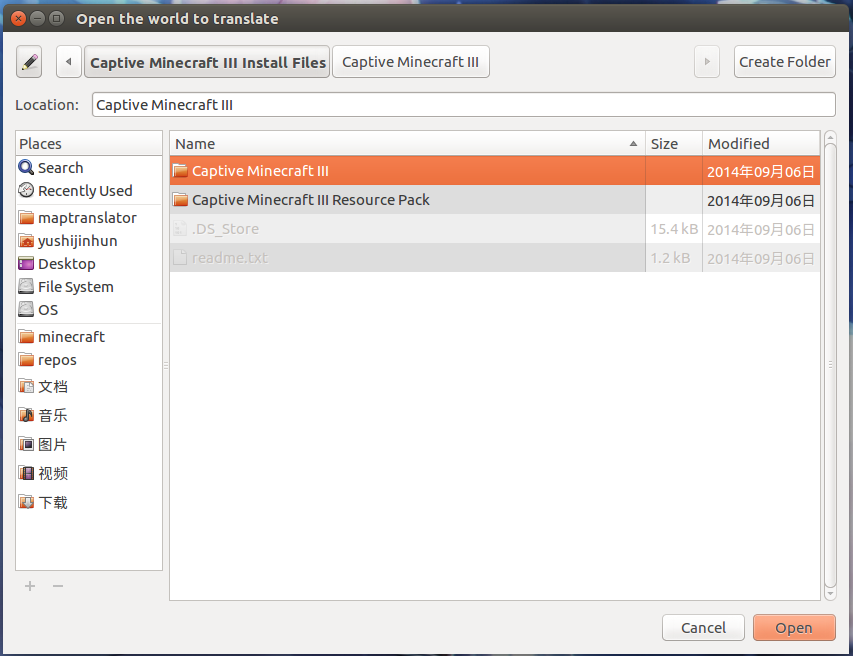 Open the world to translate
Captive Minecraft III Install Files Captive Minecraft III Create Folder
Location: Captive Minecraft III
Places
Search
Recently Used
maptranslator
yushijinhun
Desktop
File System
OS
minecraft
repos
文档
音乐
图片
视频
下载
Name Size Modified
Captive Minecraft III 2014年09月06日
Captive Minecraft III Resource Pack 2014年09月06日
.DS_Store 15.4 kB 2014年09月06日
readme.txt 1.2 kB 2014年09月06日
Cancel Open